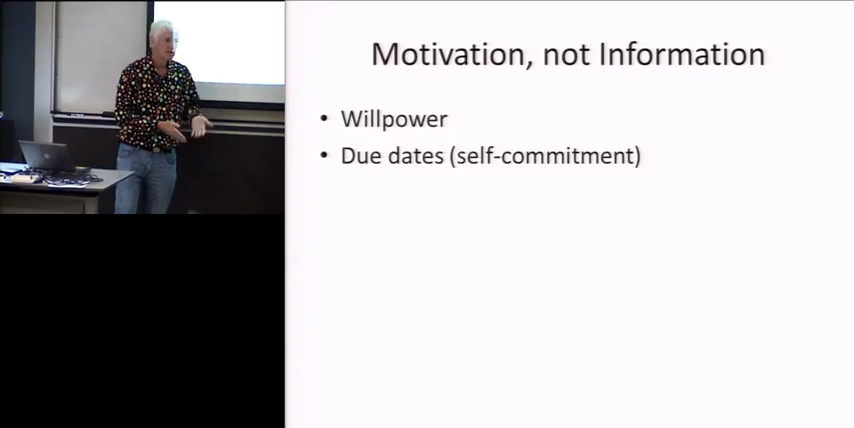 Motivation, not Information
• Willpower
• Due dates (self-commitment)